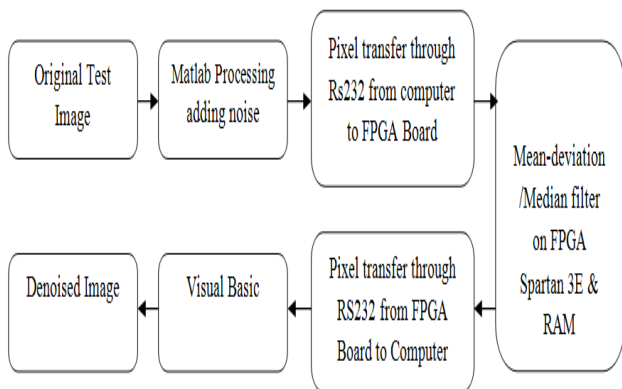 Original Test
Image
Matlab Processing
adding noise
Pixel transfer through
Rs232 from computer
to FPGA Board
Mean-deviation
/Median filter
on FPGA
Spartan 3E &
RAM
Pixel transfer through
RS232 from FPGA
Board to Computer
Visual Basic
Denoised Image